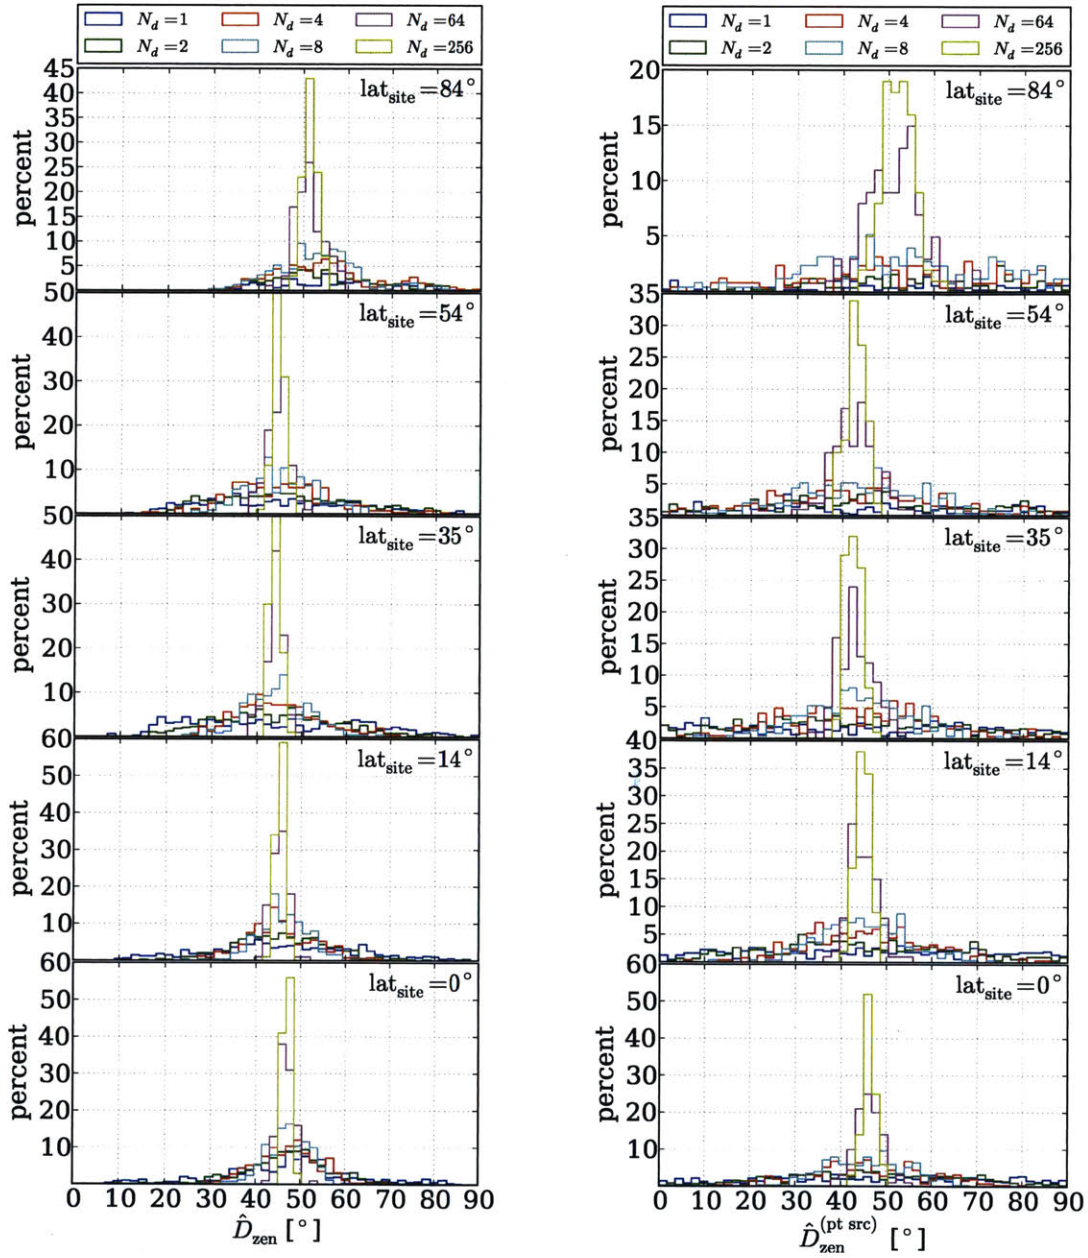 N_d=1 N_d=4 N_d=64
N_d=2 N_d=8 N_d=256
45
40
35
30
25
20
15
10
5
50
percent
lat_site=84°
40
30
20
10
50
percent
lat_site=54°
50
40
30
20
10
60
percent
lat_site=35°
50
40
30
20
10
60
percent
lat_site=14°
50
40
30
20
10
percent
lat_site=0°
0 10 20 30 40 50 60 70 80 90
D̂_zen [°]
N_d=1 N_d=4 N_d=64
N_d=2 N_d=8 N_d=256
20
15
10
5
35
percent
lat_site=84°
30
25
20
15
10
5
35
percent
lat_site=54°
30
25
20
15
10
5
40
percent
lat_site=35°
35
30
25
20
15
10
5
60
percent
lat_site=14°
50
40
30
20
10
percent
lat_site=0°
0 10 20 30 40 50 60 70 80 90
D̂_zen^(pt src) [°]